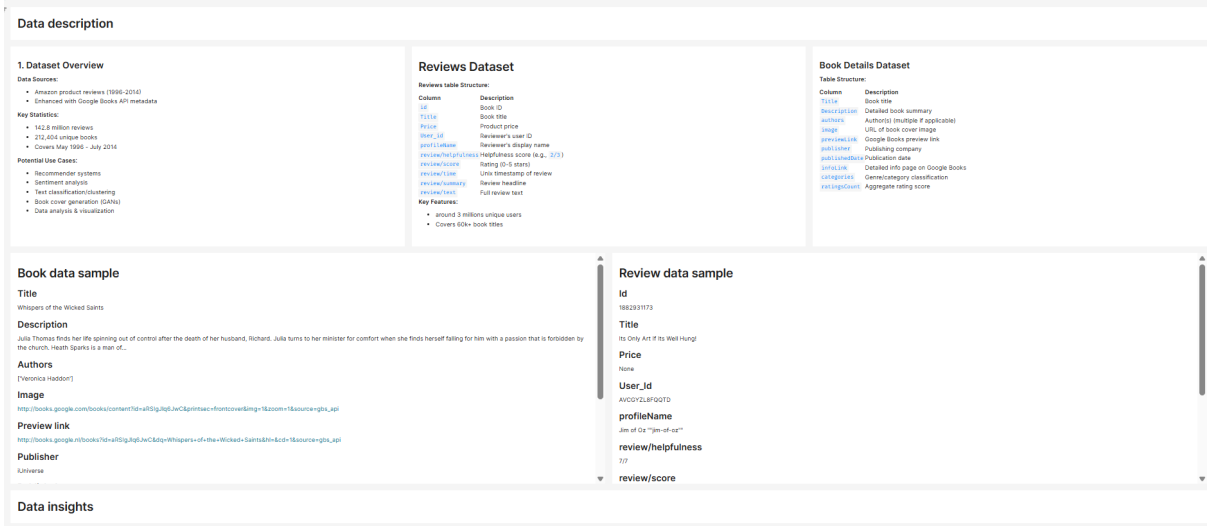 Data description
1. Dataset Overview
Data Sources:
Amazon product reviews (1996-2014)
Enhanced with Google Books API metadata
Key Statistics:
142.8 million reviews
212,404 unique books
Covers May 1996 - July 2014
Potential Use Cases:
Recommender systems
Sentiment analysis
Text classification/clustering
Book cover generation (GANs)
Data analysis & visualization
Reviews Dataset
Reviews table Structure:
Column Description
id Book ID
Title Book title
Price Product price
User_id Reviewer's user ID
profileName Reviewer's display name
review/helpfulness Helpfulness score (e.g., 2/3)
review/score Rating (0-5 stars)
review/time Unix timestamp of review
review/summary Review headline
review/text Full review text
Key Features:
around 3 millions unique users
Covers 60k+ book titles
Book Details Dataset
Table Structure:
Column Description
Title Book title
Description Detailed book summary
authors Author(s) (multiple if applicable)
image URL of book cover image
previewLink Google Books preview link
publisher Publishing company
publishedDate Publication date
infoLink Detailed info page on Google Books
categories Genre/category classification
ratingsCount Aggregate rating score
Book data sample
Title
Whispers of the Wicked Saints
Description
Julia Thomas finds her life spinning out of control after the death of her husband, Richard. Julia turns to her minister for comfort when she finds herself falling for him with a passion that is forbidden by
the church. Heath Sparks is a man of...
Authors
['Veronica Haddon']
Image
http://books.google.com/books/content?id=aRSIgJlq6JwC&printsec=frontcover&img=1&zoom=1&source=gbs_api
Preview link
http://books.google.nl/books?id=aRSIgJlq6JwC&dq=Whispers+of+the+Wicked+Saints&hl=&cd=1&source=gbs_api
Publisher
iUniverse
Review data sample
Id
1882931173
Title
Its Only Art If Its Well Hung!
Price
None
User_Id
AVCGYZL8FQQTD
profileName
Jim of Oz ""jim-of-oz""
review/helpfulness
7/7
review/score
Data insights